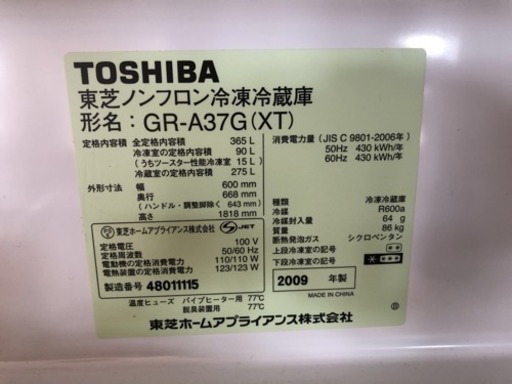 TOSHIBA
東芝ノンフロン冷凍冷蔵庫
形名：GR-A37G(XT)
定格内容積 全定格内容積 365 L
冷凍室の定格内容積 90 L
(うちツースター性能冷凍室 15 L)
冷蔵室の定格内容積 275 L
外形寸法 幅 600 mm
奥行 668 mm
(ハンドル・調整脚除く 643 mm)
高さ 1818 mm
東芝ホームアプライアンス株式会社 JET
定格電圧 100 V
定格周波数 50/60 Hz
電動機の定格消費電力 110/110 W
電熱装置の定格消費電力 123/123 W
製造番号 48011115
消費電力量 (JIS C 9801-2006年)
50Hz 430 kWh/年
60Hz 430 kWh/年
種類 冷凍冷蔵庫
冷媒 R600a
冷媒封入量 64 g
質量 86 kg
断熱発泡ガス シクロペンタン
上段冷凍室の記号
下段冷凍室の記号
2009 年製
MADE IN CHINA
温度ヒューズ パイプヒーター用 77℃
脱臭装置用 77℃
東芝ホームアプライアンス株式会社